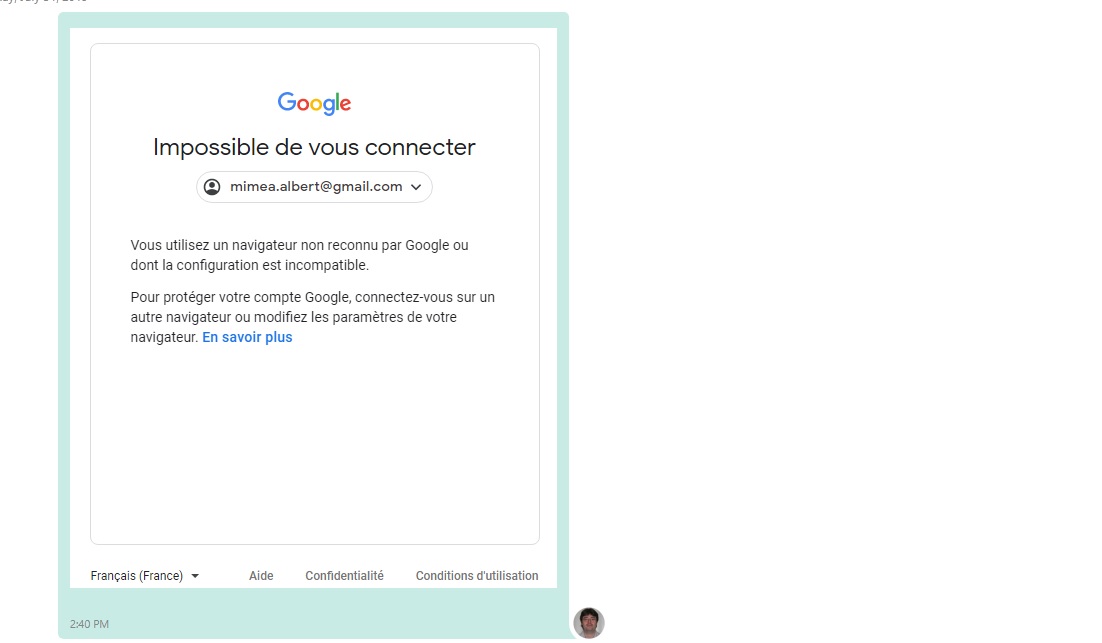 Google
Impossible de vous connecter
mimea.albert@gmail.com
Vous utilisez un navigateur non reconnu par Google ou
dont la configuration est incompatible.
Pour protéger votre compte Google, connectez-vous sur un
autre navigateur ou modifiez les paramètres de votre
navigateur. En savoir plus
Français (France)
Aide
Confidentialité
Conditions d'utilisation
2:40 PM